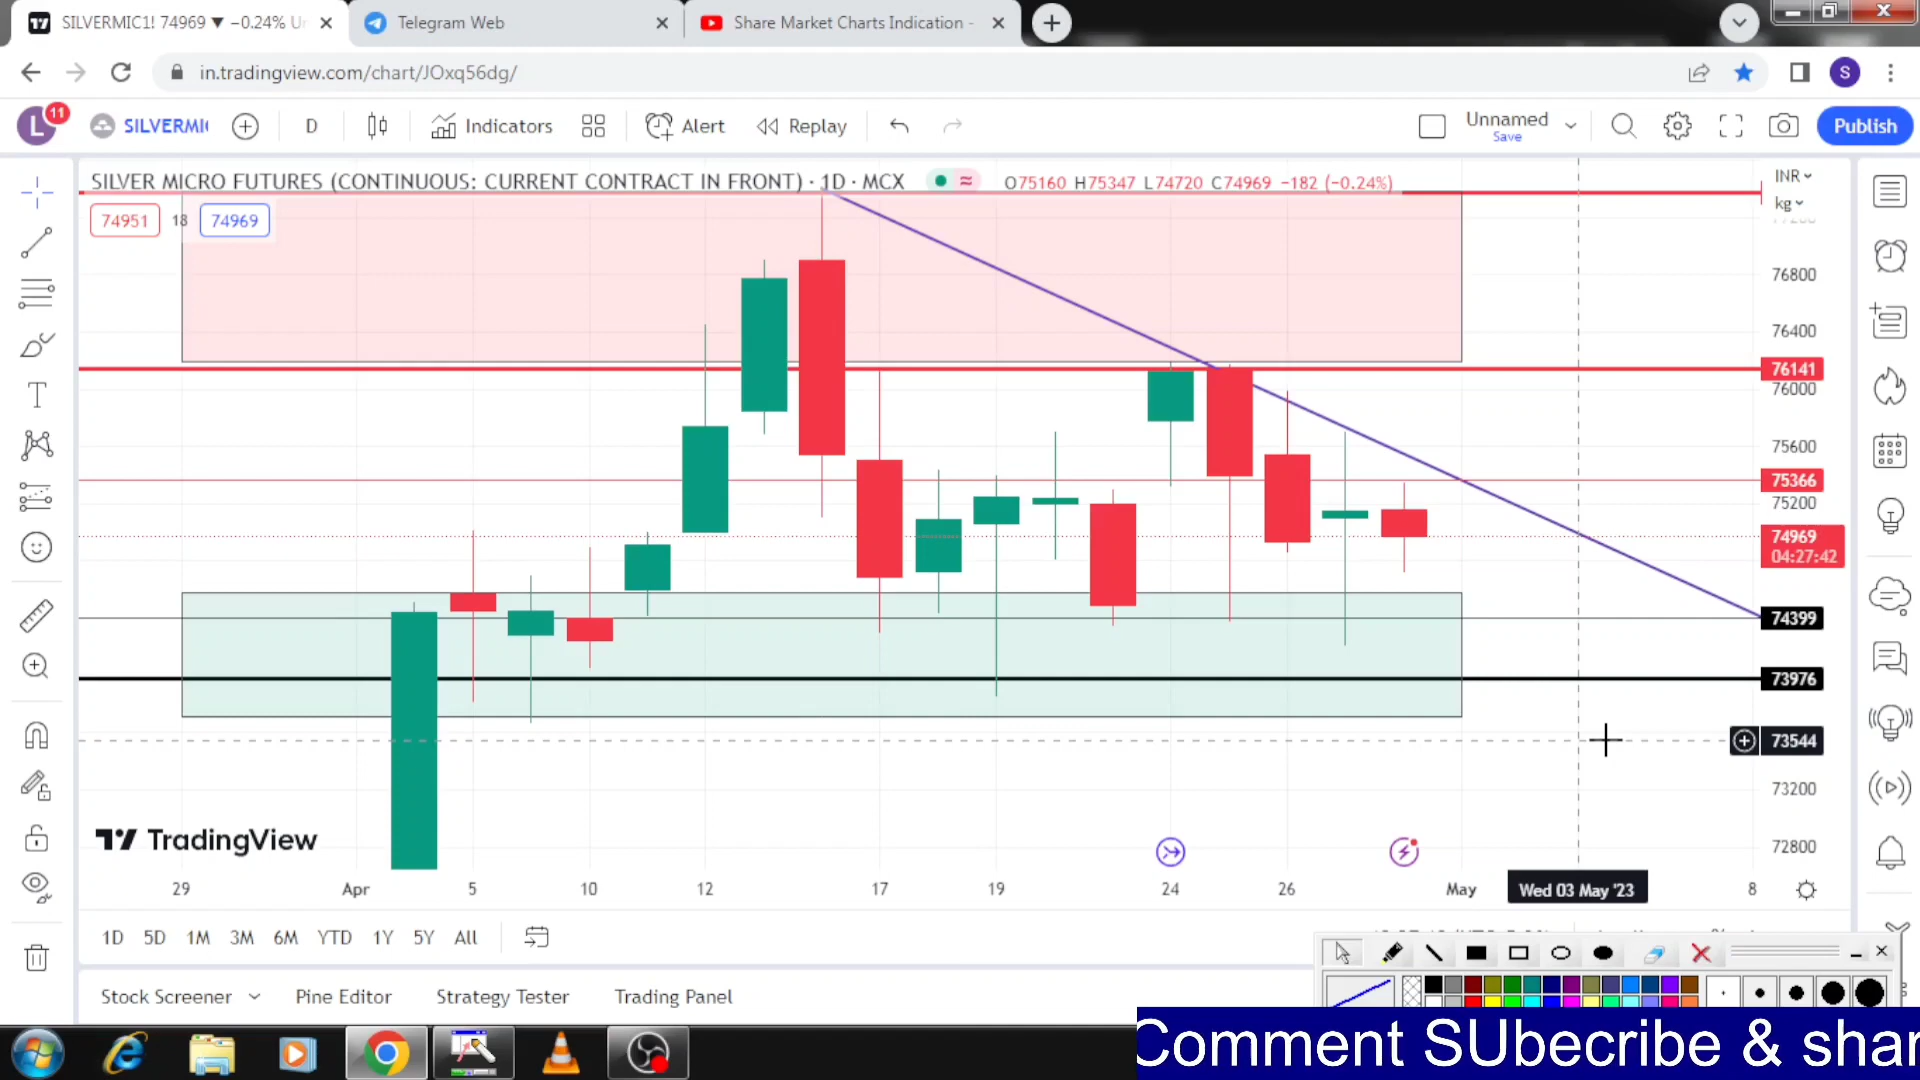 SILVERMIC1! 74969 ▼ −0.24% Un
Telegram Web
Share Market Charts Indication -
in.tradingview.com/chart/JOxq56dg/
S
L
11
SILVERMI
D
Indicators
Alert
Replay
Unnamed
Save
Publish
SILVER MICRO FUTURES (CONTINUOUS: CURRENT CONTRACT IN FRONT) · 1D · MCX
O75160 H75347 L74720 C74969 −182 (−0.24%)
INR
kg
74951 18 74969
76800
76400
76141
76000
75600
75366
75200
74969
04:27:42
74399
73976
73544
73200
72800
TradingView
29 Apr 5 10 12 17 19 24 26 May Wed 03 May '23 8
1D 5D 1M 3M 6M YTD 1Y 5Y All
Stock Screener Pine Editor Strategy Tester Trading Panel
Comment SUbecribe & shar